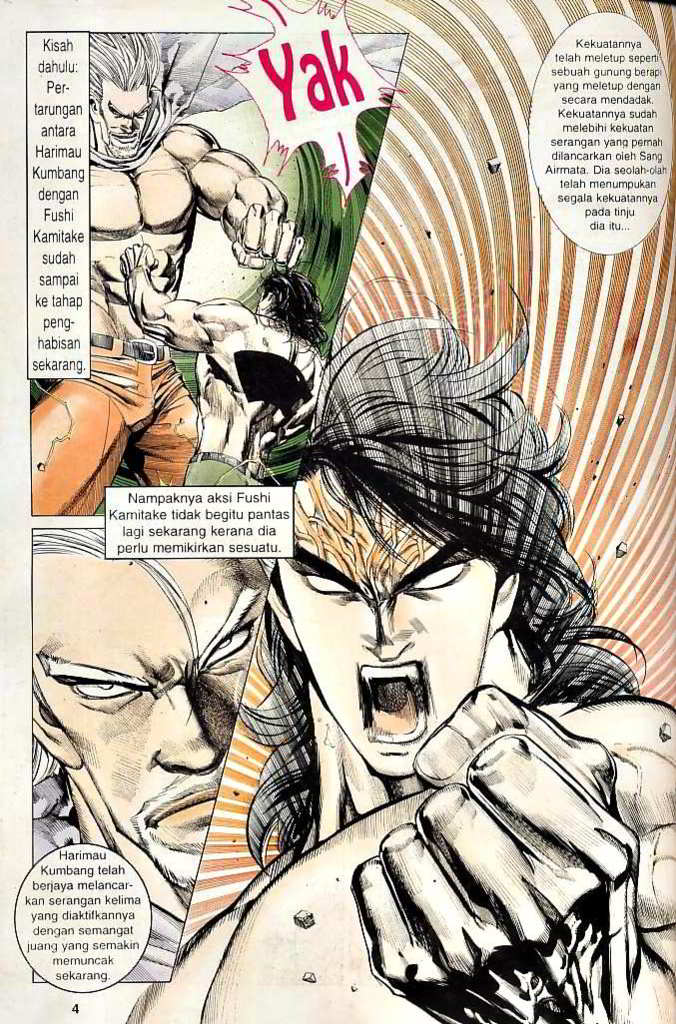 Kisah
dahulu:
Per-
tarungan
antara
Harimau
Kumbang
dengan
Fushi
Kamitake
sudah
sampai
ke tahap
peng-
habisan
sekarang.
Yak
Kekuatannya
telah meletup seperti
sebuah gunung berapi
yang meletup dengan
secara mendadak.
Kekuatannya sudah
melebihi kekuatan
serangan yang pernah
dilancarkan oleh Sang
Airmata. Dia seolah-olah
telah menumpukan
segala kekuatannya
pada tinju
dia itu...
Nampaknya aksi Fushi
Kamitake tidak begitu pantas
lagi sekarang kerana dia
perlu memikirkan sesuatu.
Harimau
Kumbang telah
berjaya melancar-
kan serangan kelima
yang diaktifkannya
dengan semangat
juang yang semakin
memuncak
sekarang.
4